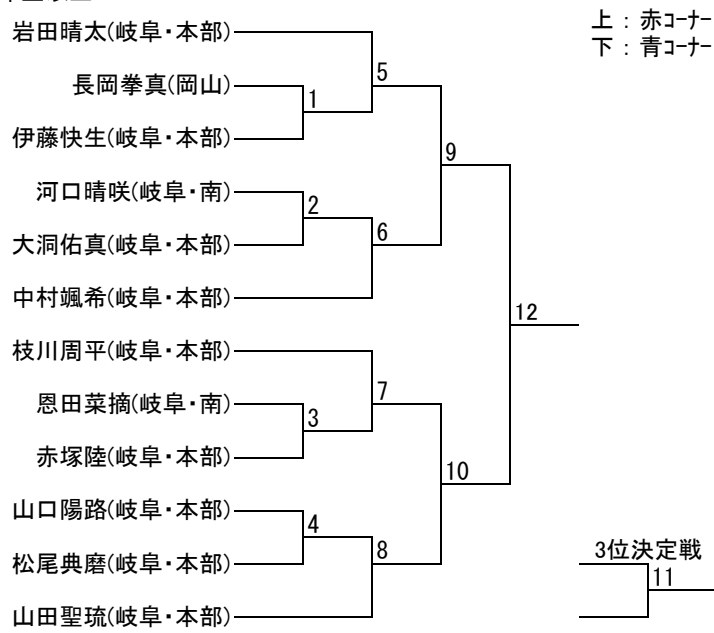 上 : 赤ｺｰﾅｰ
下 : 青ｺｰﾅｰ
岩田晴太(岐阜・本部)
5
長岡拳真(岡山)
1
伊藤快生(岐阜・本部)
9
河口晴咲(岐阜・南)
2
6
大洞佑真(岐阜・本部)
中村颯希(岐阜・本部)
12
枝川周平(岐阜・本部)
7
恩田菜摘(岐阜・南)
3
赤塚陸(岐阜・本部)
10
山口陽路(岐阜・本部)
4
松尾典磨(岐阜・本部)
8
3位決定戦
11
山田聖琉(岐阜・本部)